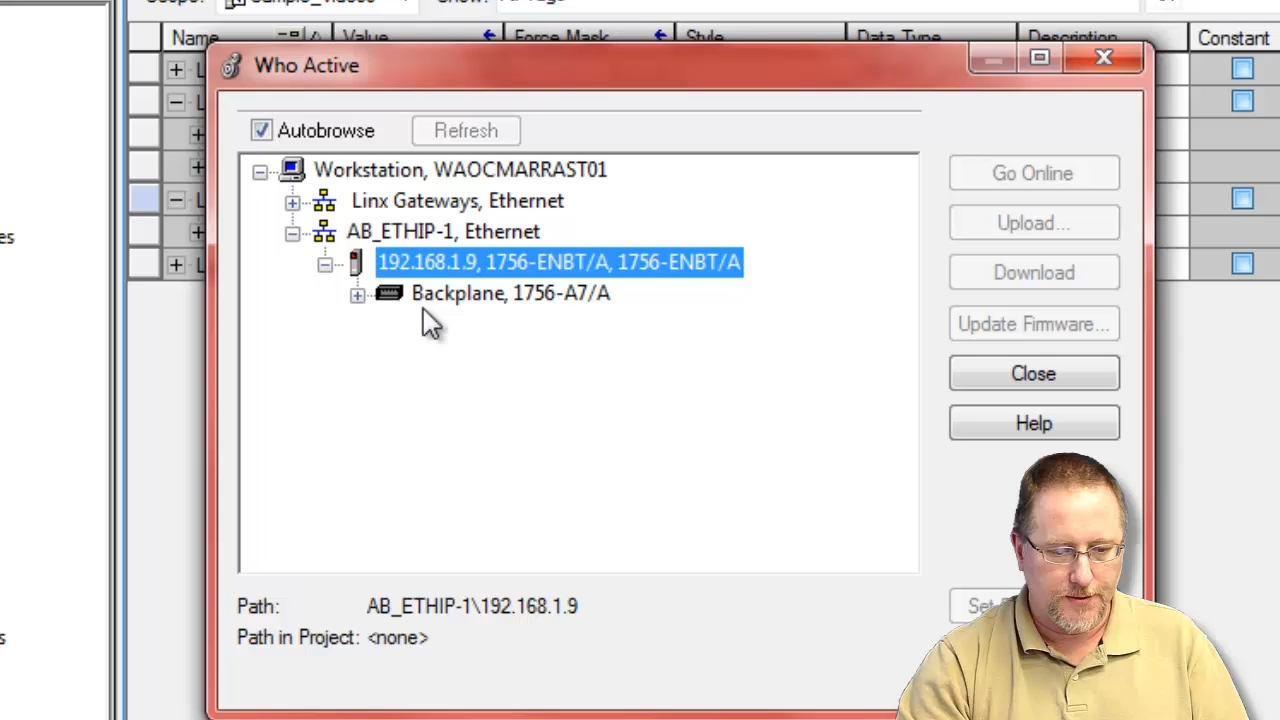 Name
Value
Force Mask
Style
Data Type
Description
Constant
Who Active
Autobrowse
Refresh
Workstation, WAOCMARRAST01
Linx Gateways, Ethernet
AB_ETHIP-1, Ethernet
192.168.1.9, 1756-ENBT/A, 1756-ENBT/A
Backplane, 1756-A7/A
Go Online
Upload...
Download
Update Firmware...
Close
Help
Path: AB_ETHIP-1\192.168.1.9
Path in Project: <none>